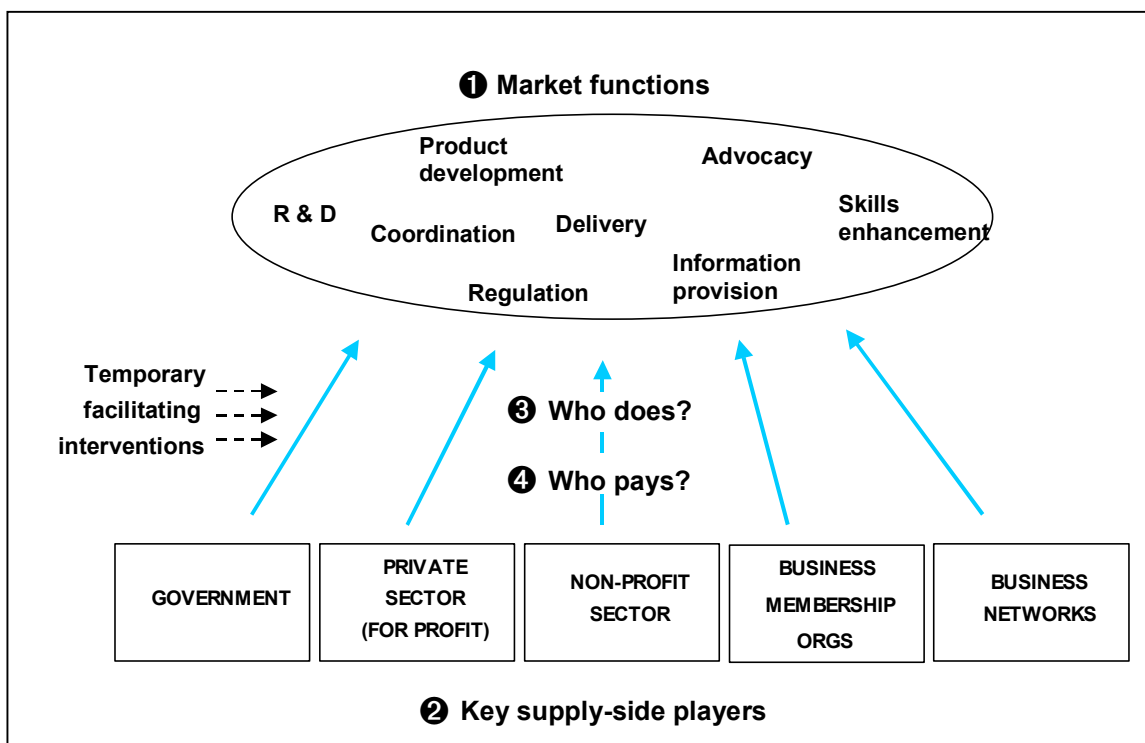 ❶ Market functions
Product
development
Advocacy
R & D
Coordination
Delivery
Skills
enhancement
Regulation
Information
provision
Temporary
facilitating
interventions
❸ Who does?
❹ Who pays?
GOVERNMENT
PRIVATE
SECTOR
(FOR PROFIT)
NON-PROFIT
SECTOR
BUSINESS
MEMBERSHIP
ORGS
BUSINESS
NETWORKS
❷ Key supply-side players